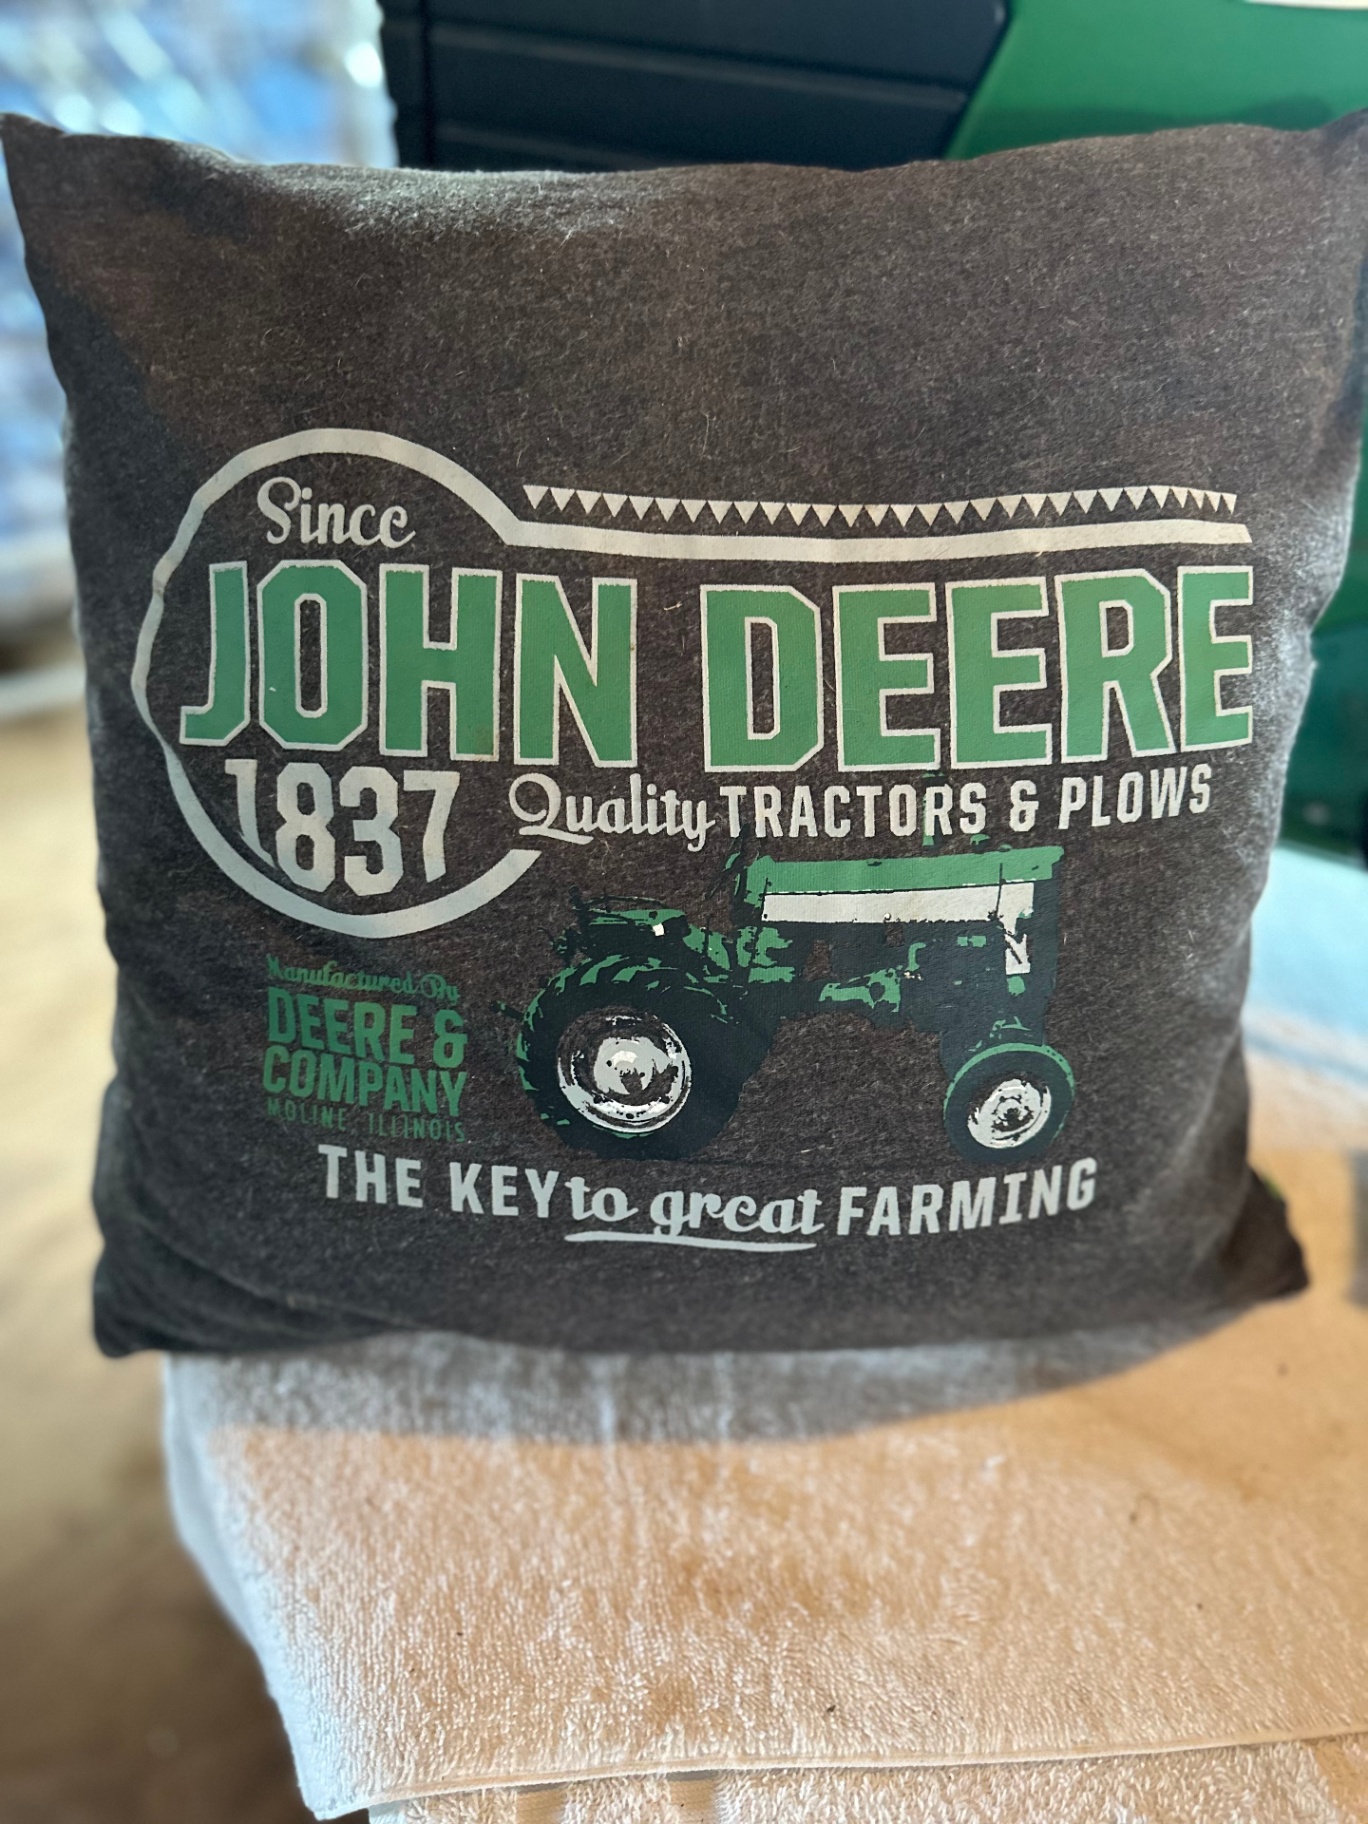 Since
JOHN DEERE
1837
Quality TRACTORS & PLOWS
Manufactured By
DEERE &
COMPANY
MOLINE, ILLINOIS
THE KEY to great FARMING